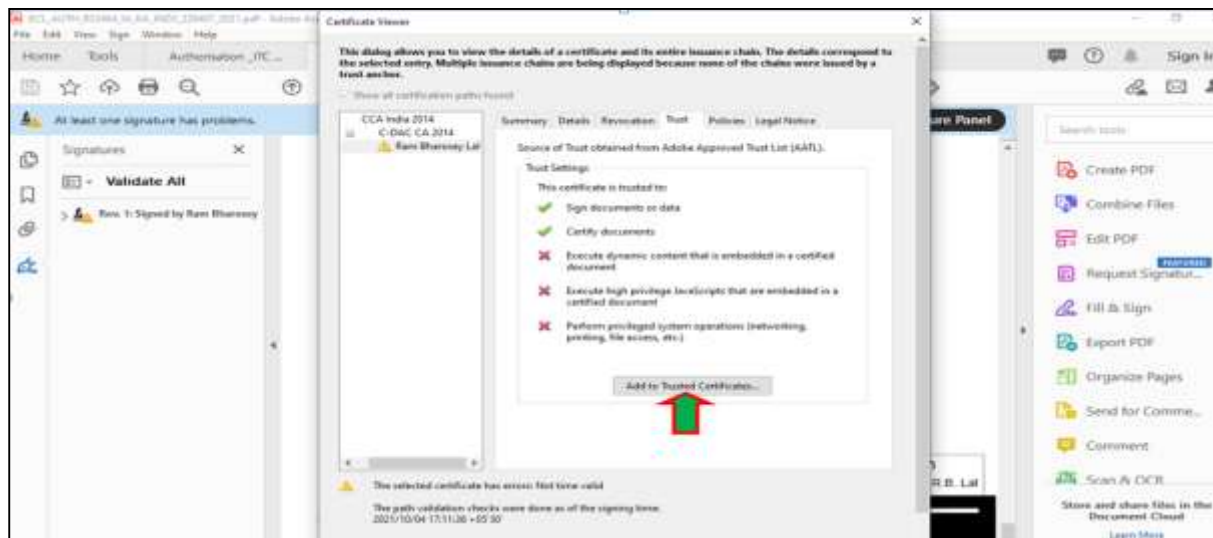 Certificate Viewer
File Edit View Sign Window Help
Home Tools Authorisation _ITC...
Sign In
This dialog allows you to view the details of a certificate and its entire issuance chain. The details correspond to
the selected entry. Multiple issuance chains are being displayed because none of the chains were issued by a
trust anchor.
Show all certification paths found
At least one signature has problems.
Signatures
Validate All
Rev. 1: Signed by Ram Bharosey
CCA India 2014
C-DAC CA 2014
Ram Bharosey Lal
Summary Details Revocation Trust Policies Legal Notice
Source of Trust obtained from Adobe Approved Trust List (AATL).
Trust Settings
This certificate is trusted to:
Sign documents or data
Certify documents
Execute dynamic content that is embedded in a certified
document
Execute high privilege JavaScripts that are embedded in a
certified document
Perform privileged system operations (networking,
printing, file access, etc.)
Add to Trusted Certificates...
The selected certificate has errors: Not time valid
The path validation checks were done as of the signing time:
2021/10/04 17:11:36 +05'30'
ure Panel
R.B. Lal
Search tools
Create PDF
Combine Files
Edit PDF
Request Signatur...
Fill & Sign
Export PDF
Organize Pages
Send for Comme...
Comment
Scan & OCR
Store and share files in the
Document Cloud
Learn More